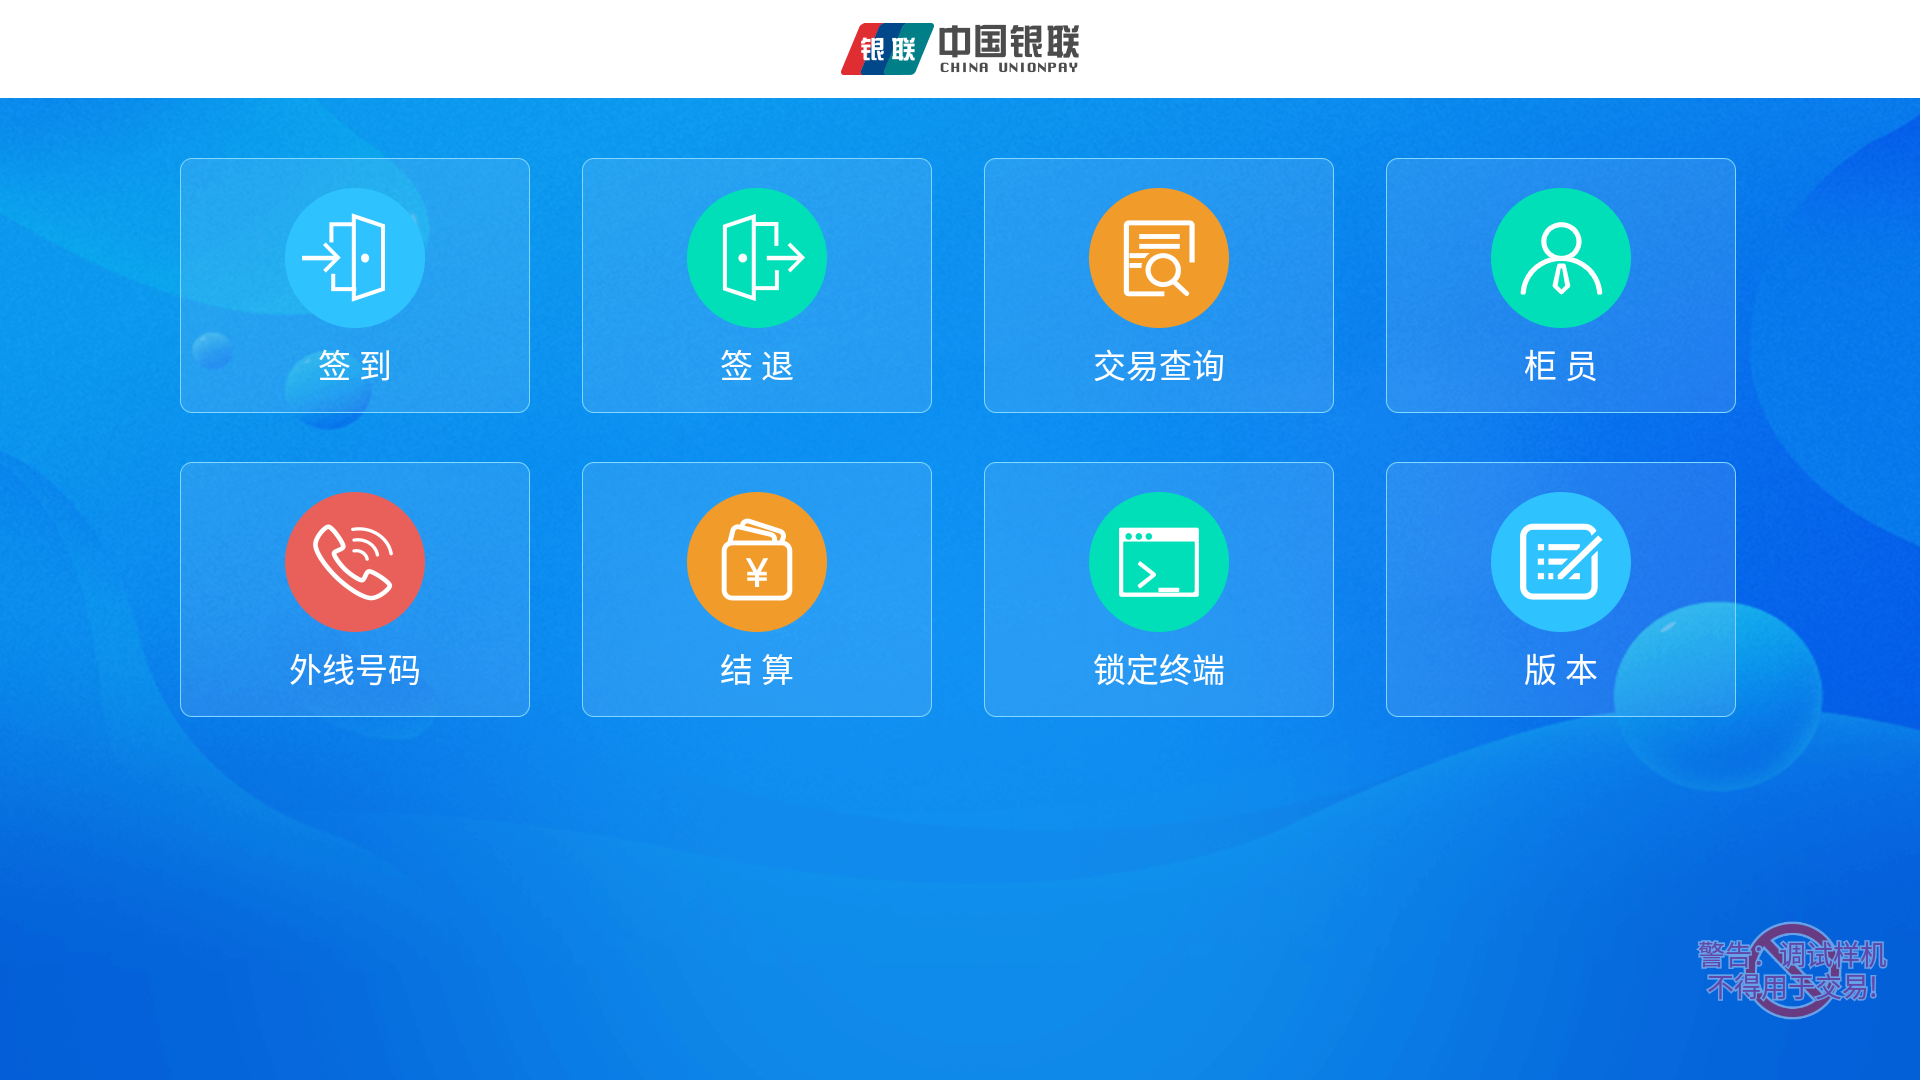 银联 中国银联
CHINA UNIONPAY
签 到
签 退
交易查询
柜 员
外线号码
结 算
锁定终端
版 本
警告：调试样机
不得用于交易!